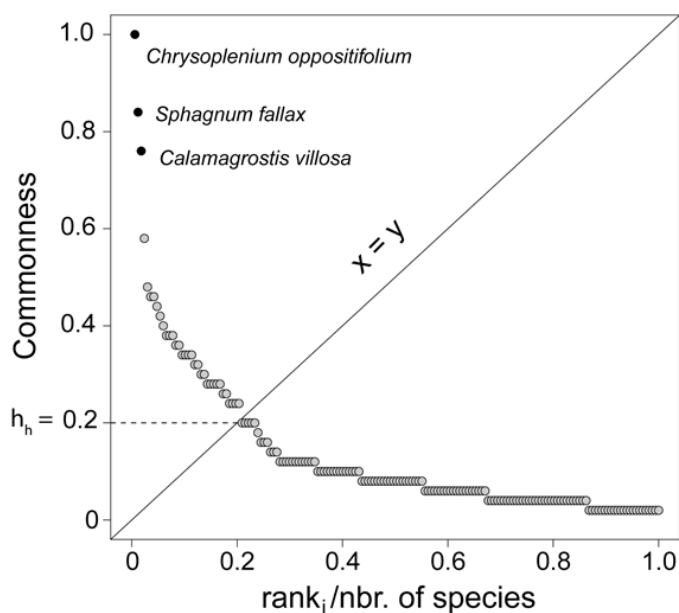 1.0
Chrysoplenium oppositifolium
Sphagnum fallax
0.8
Calamagrostis villosa
Commonness
0.6
x = y
0.4
hh = 0.2
0
0
0.2
0.4
0.6
0.8
1.0
ranki/nbr. of species